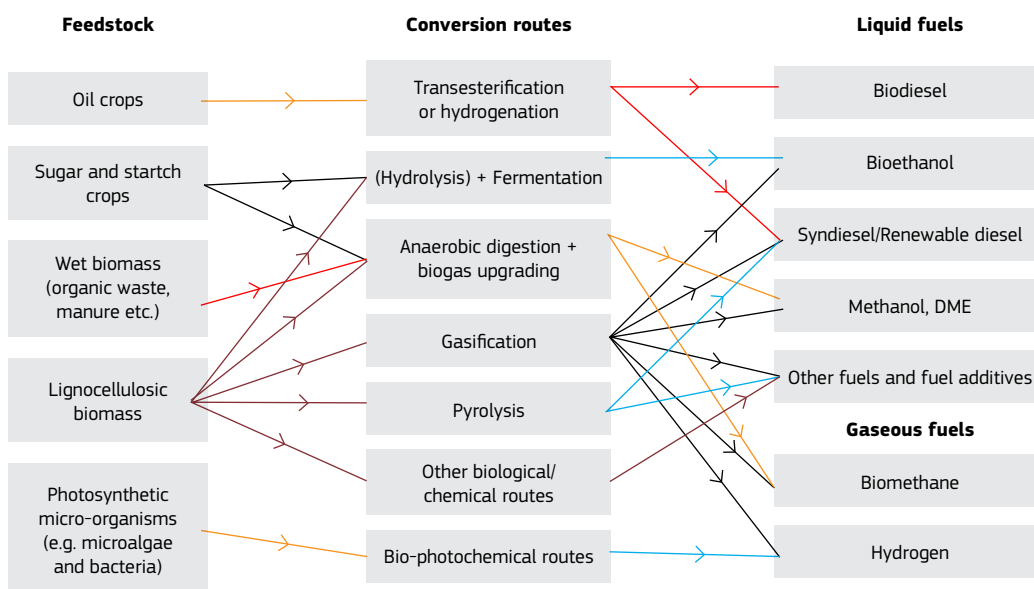 Feedstock
Oil crops
Sugar and startch
crops
Wet biomass
(organic waste,
manure etc.)
Lignocellulosic
biomass
Photosynthetic
micro-organisms
(e.g. microalgae
and bacteria)
Conversion routes
Transesterification
or hydrogenation
(Hydrolysis) + Fermentation
Anaerobic digestion +
biogas upgrading
Gasification
Pyrolysis
Other biological/
chemical routes
Bio-photochemical routes
Liquid fuels
Biodiesel
Bioethanol
Syndiesel/Renewable diesel
Methanol, DME
Other fuels and fuel additives
Gaseous fuels
Biomethane
Hydrogen